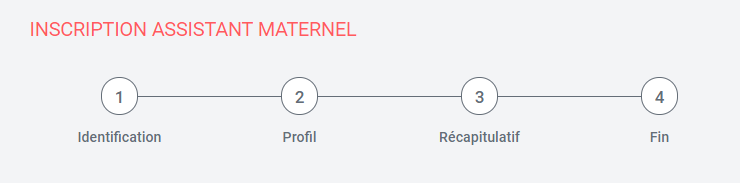 INSCRIPTION ASSISTANT MATERNEL
1 2 3 4
Identification Profil Récapitulatif Fin